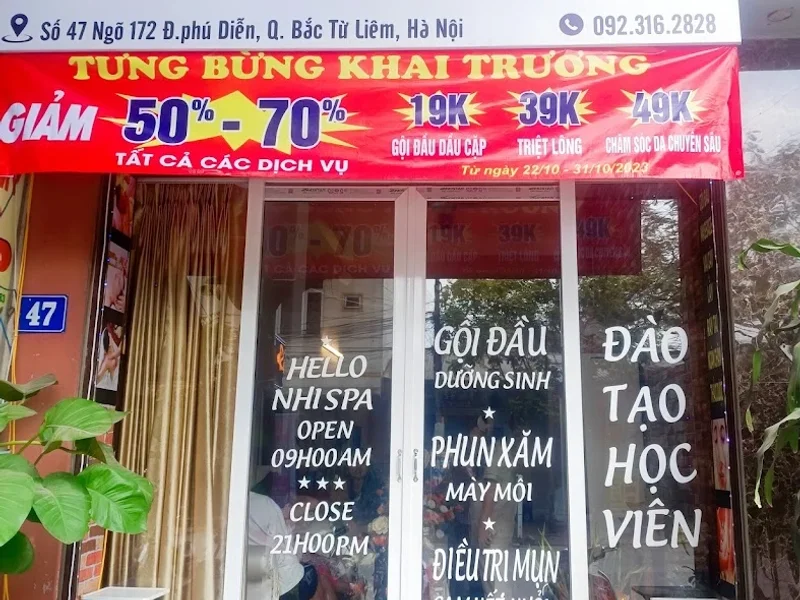 Số 47 Ngõ 172 Đ.phú Diễn, Q. Bắc Từ Liêm, Hà Nội
092.316.2828
TƯNG BỪNG KHAI TRƯƠNG
GIẢM 50% - 70%
TẤT CẢ CÁC DỊCH VỤ
19K
GỘI ĐẦU DẦU CẶP
39K
TRIỆT LÔNG
49K
CHĂM SÓC DA CHUYÊN SÂU
Từ ngày 22/10 - 31/10/2023
47
HELLO
NHI SPA
OPEN
09H00AM
CLOSE
21H00PM
GỘI ĐẦU
DƯỠNG SINH
PHUN XĂM
MÀY MÔI
ĐIỀU TRỊ MỤN
ĐÀO
TẠO
HỌC
VIÊN